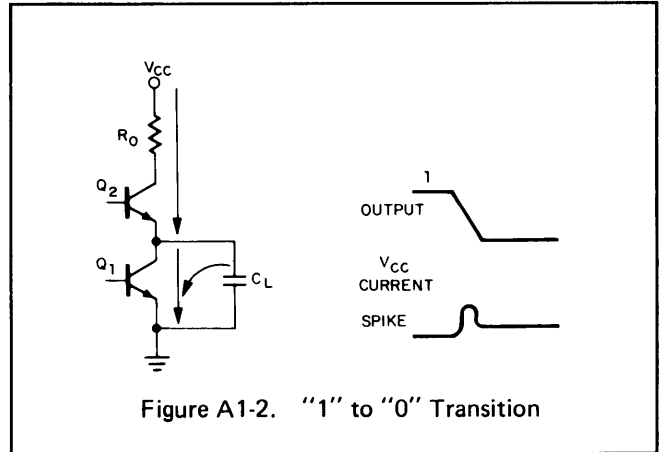 VCC
RO
Q2
Q1
CL
1
OUTPUT
VCC
CURRENT
SPIKE
Figure A1-2. "1" to "0" Transition